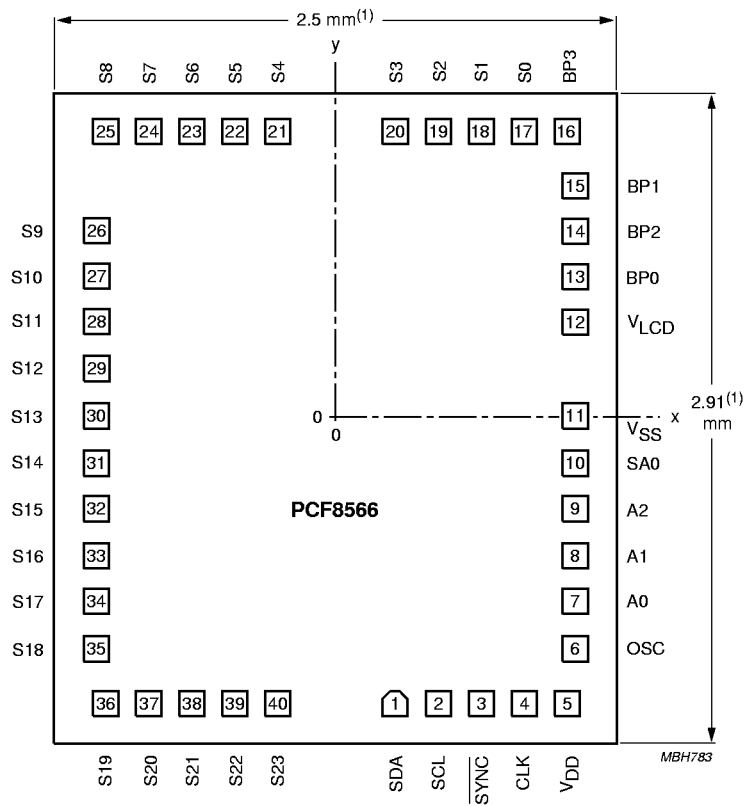 2.5 mm(1)
y
S8 S7 S6 S5 S4 S3 S2 S1 S0 BP3
25 24 23 22 21 20 19 18 17 16
15 BP1
S9 26 14 BP2
S10 27 13 BP0
S11 28 12 VLCD
S12 29
2.91(1)
mm
S13 30 0 11 x
0
VSS
S14 31 10 SA0
S15 32 PCF8566 9 A2
S16 33 8 A1
S17 34 7 A0
S18 35 6 OSC
36 37 38 39 40 1 2 3 4 5
S19 S20 S21 S22 S23 SDA SCL SYNC CLK VDD
MBH783